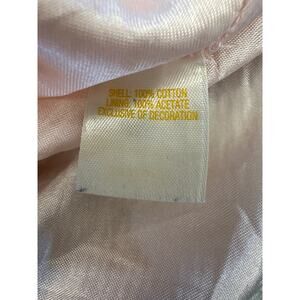 SHELL: 100% COTTON
LINING: 100% ACETATE
EXCLUSIVE OF DECORATION